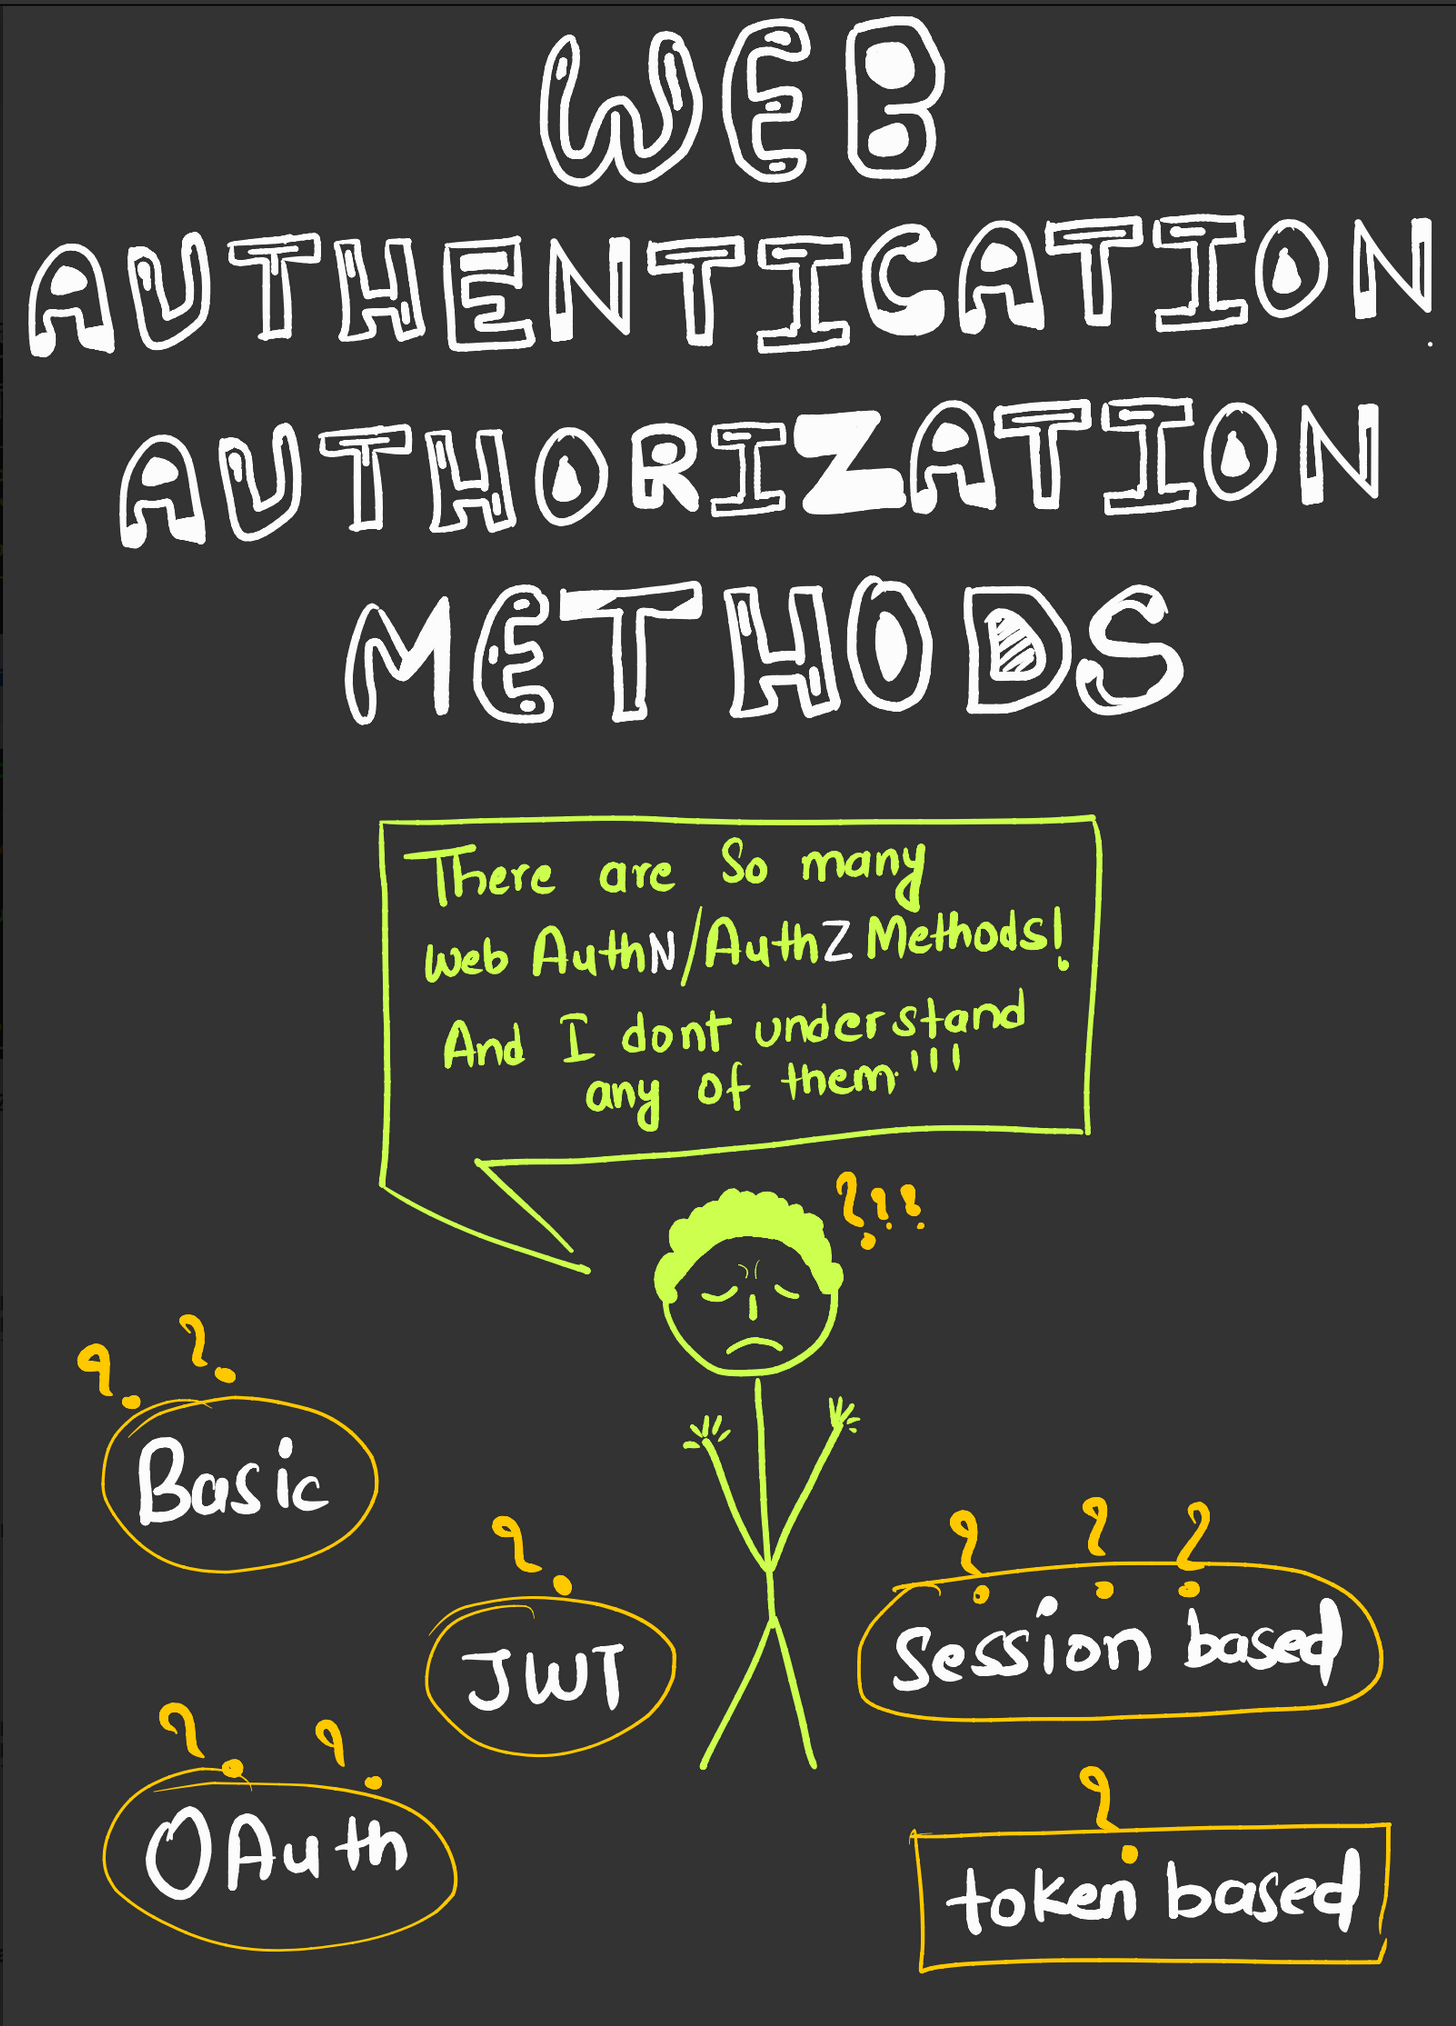 WEB
AUTHENTICATION
AUTHORIZATION
METHODS
There are So many
Web AuthN/AuthZ Methods!
And I dont understand
any of them!!!
???
? ?
Basic
?
JWT
? ? ?
Session based
? ?
OAuth
?
token based